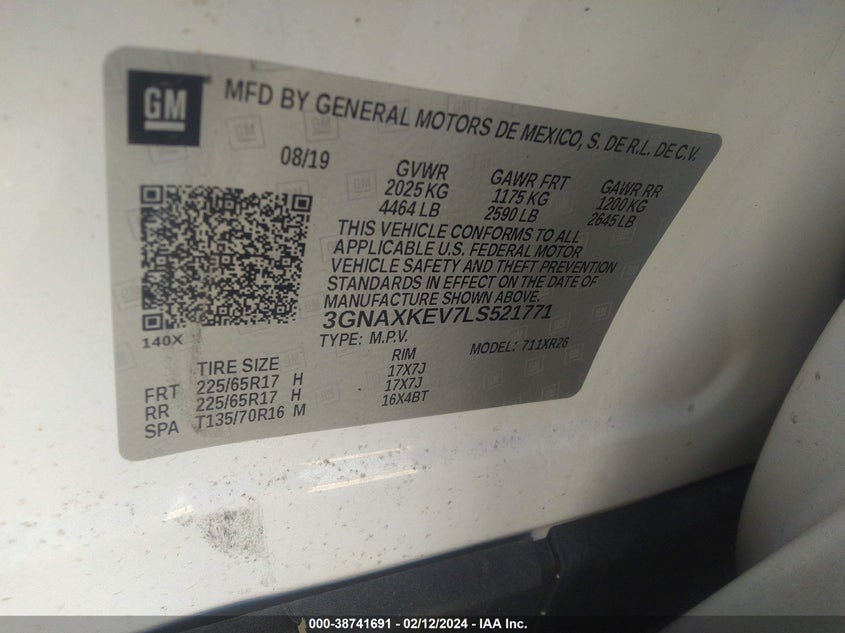 GM
MFD BY GENERAL MOTORS DE MEXICO, S. DE R.L. DE C.V.
08/19
GVWR GAWR FRT GAWR RR
2025 KG 1175 KG 1200 KG
4464 LB 2590 LB 2645 LB
THIS VEHICLE CONFORMS TO ALL
APPLICABLE U.S. FEDERAL MOTOR
VEHICLE SAFETY AND THEFT PREVENTION
STANDARDS IN EFFECT ON THE DATE OF
MANUFACTURE SHOWN ABOVE.
3GNAXKEV7LS521771
140X
TYPE: M.P.V. MODEL: 711XR26
TIRE SIZE RIM
FRT 225/65R17 H 17X7J
RR 225/65R17 H 17X7J
SPA T135/70R16 M 16X4BT
000-38741691 - 02/12/2024 - IAA Inc.